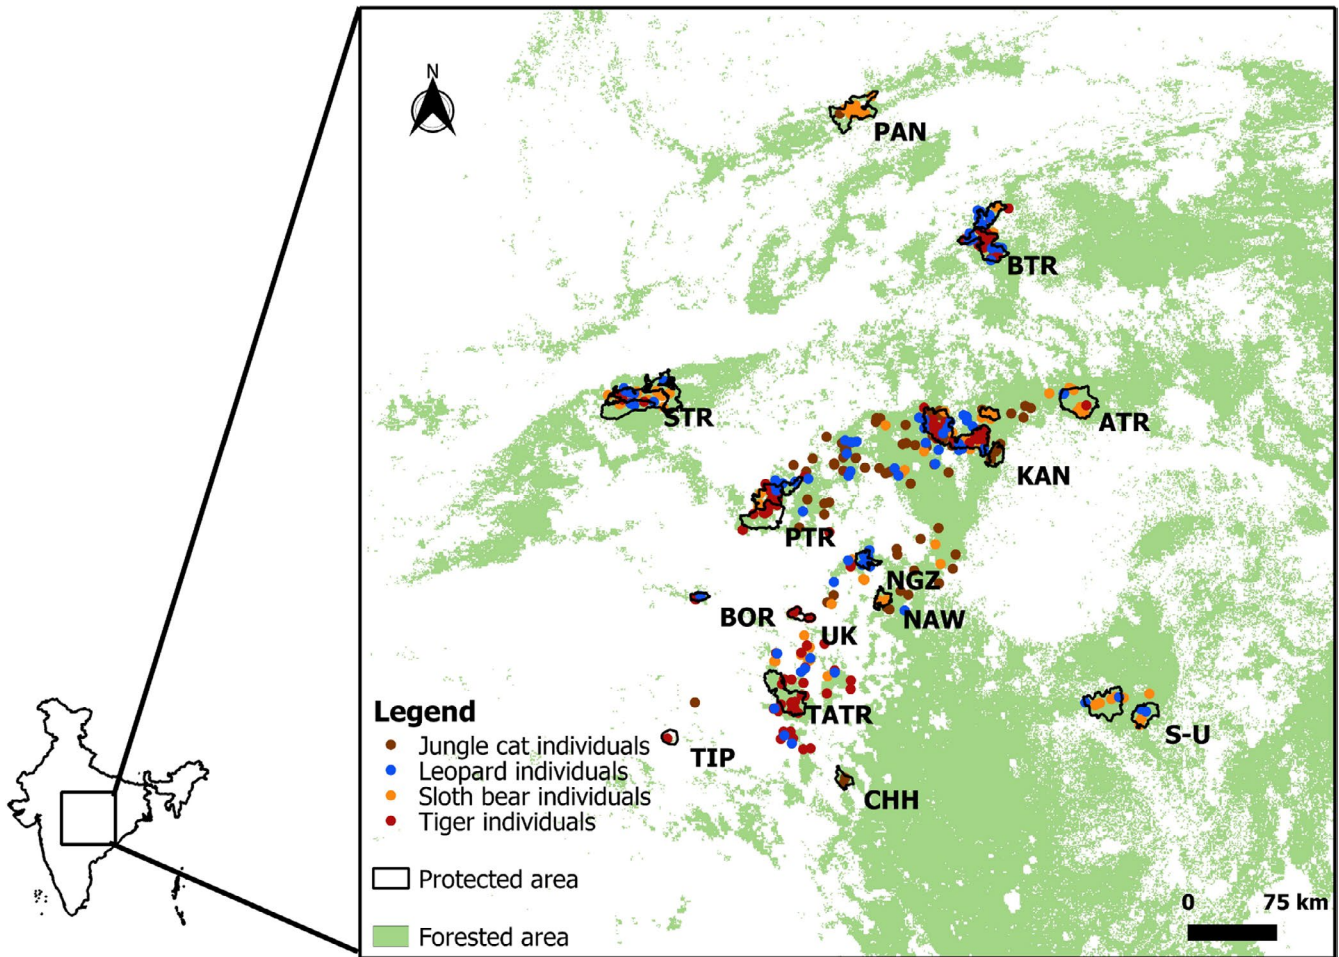 N
PAN
BTR
STR
ATR
KAN
PTR
NGZ
BOR
NAW
UK
TATR
S-U
TIP
CHH
Legend
Jungle cat individuals
Leopard individuals
Sloth bear individuals
Tiger individuals
Protected area
Forested area
0 75 km